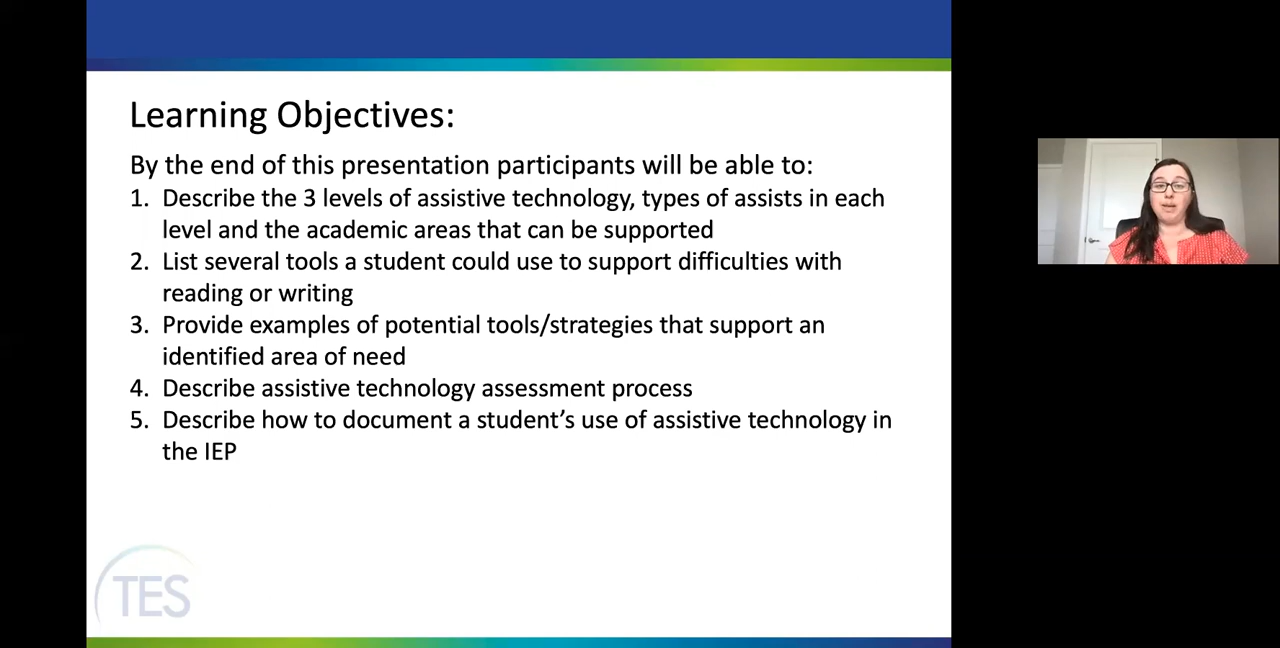 Learning Objectives:
By the end of this presentation participants will be able to:
1. Describe the 3 levels of assistive technology, types of assists in each
level and the academic areas that can be supported
2. List several tools a student could use to support difficulties with
reading or writing
3. Provide examples of potential tools/strategies that support an
identified area of need
4. Describe assistive technology assessment process
5. Describe how to document a student’s use of assistive technology in
the IEP
TES